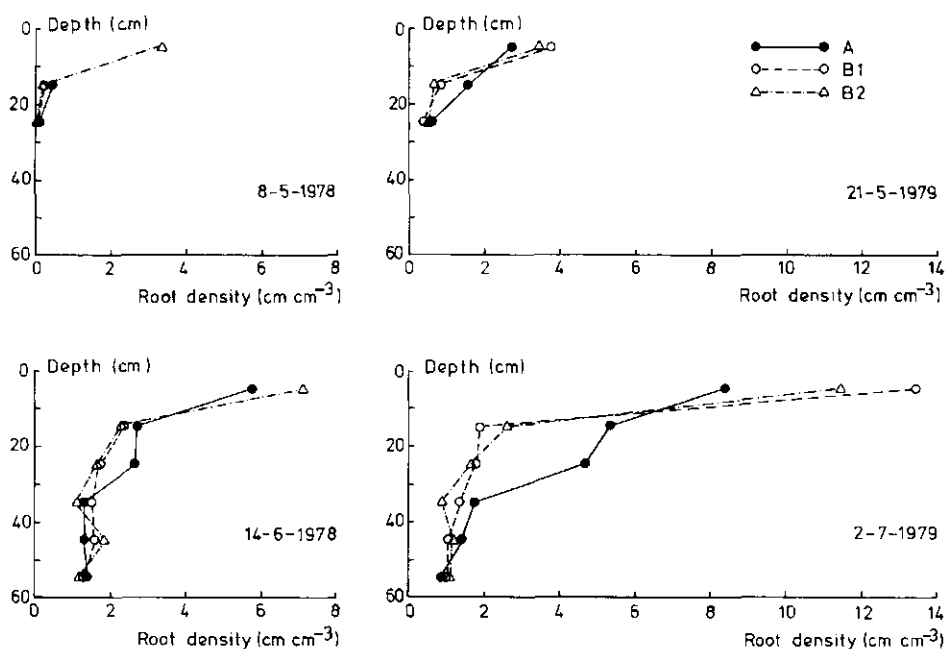 Depth (cm)
0
20
40
60
8-5-1978
0 2 4 6 8
Root density (cm cm⁻³)
Depth (cm)
0
20
40
60
A
B1
B2
21-5-1979
0 2 4 6 8 10 12 14
Root density (cm cm⁻³)
Depth (cm)
0
20
40
60
14-6-1978
0 2 4 6 8
Root density (cm cm⁻³)
Depth (cm)
0
20
40
60
2-7-1979
0 2 4 6 8 10 12 14
Root density (cm cm⁻³)